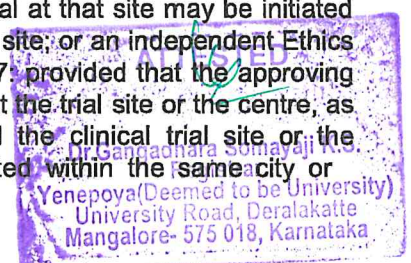 al at that site may be initiated
site; or an independent Ethics
7: provided that the approving
ATTESTED
t the trial site or the centre, as
the clinical trial site or the
Dr.Gangadhara Somayaji K.S.
Registrar
ted within the same city or
Yenepoya(Deemed to be University)
University Road, Deralakatte
Mangalore- 575 018, Karnataka